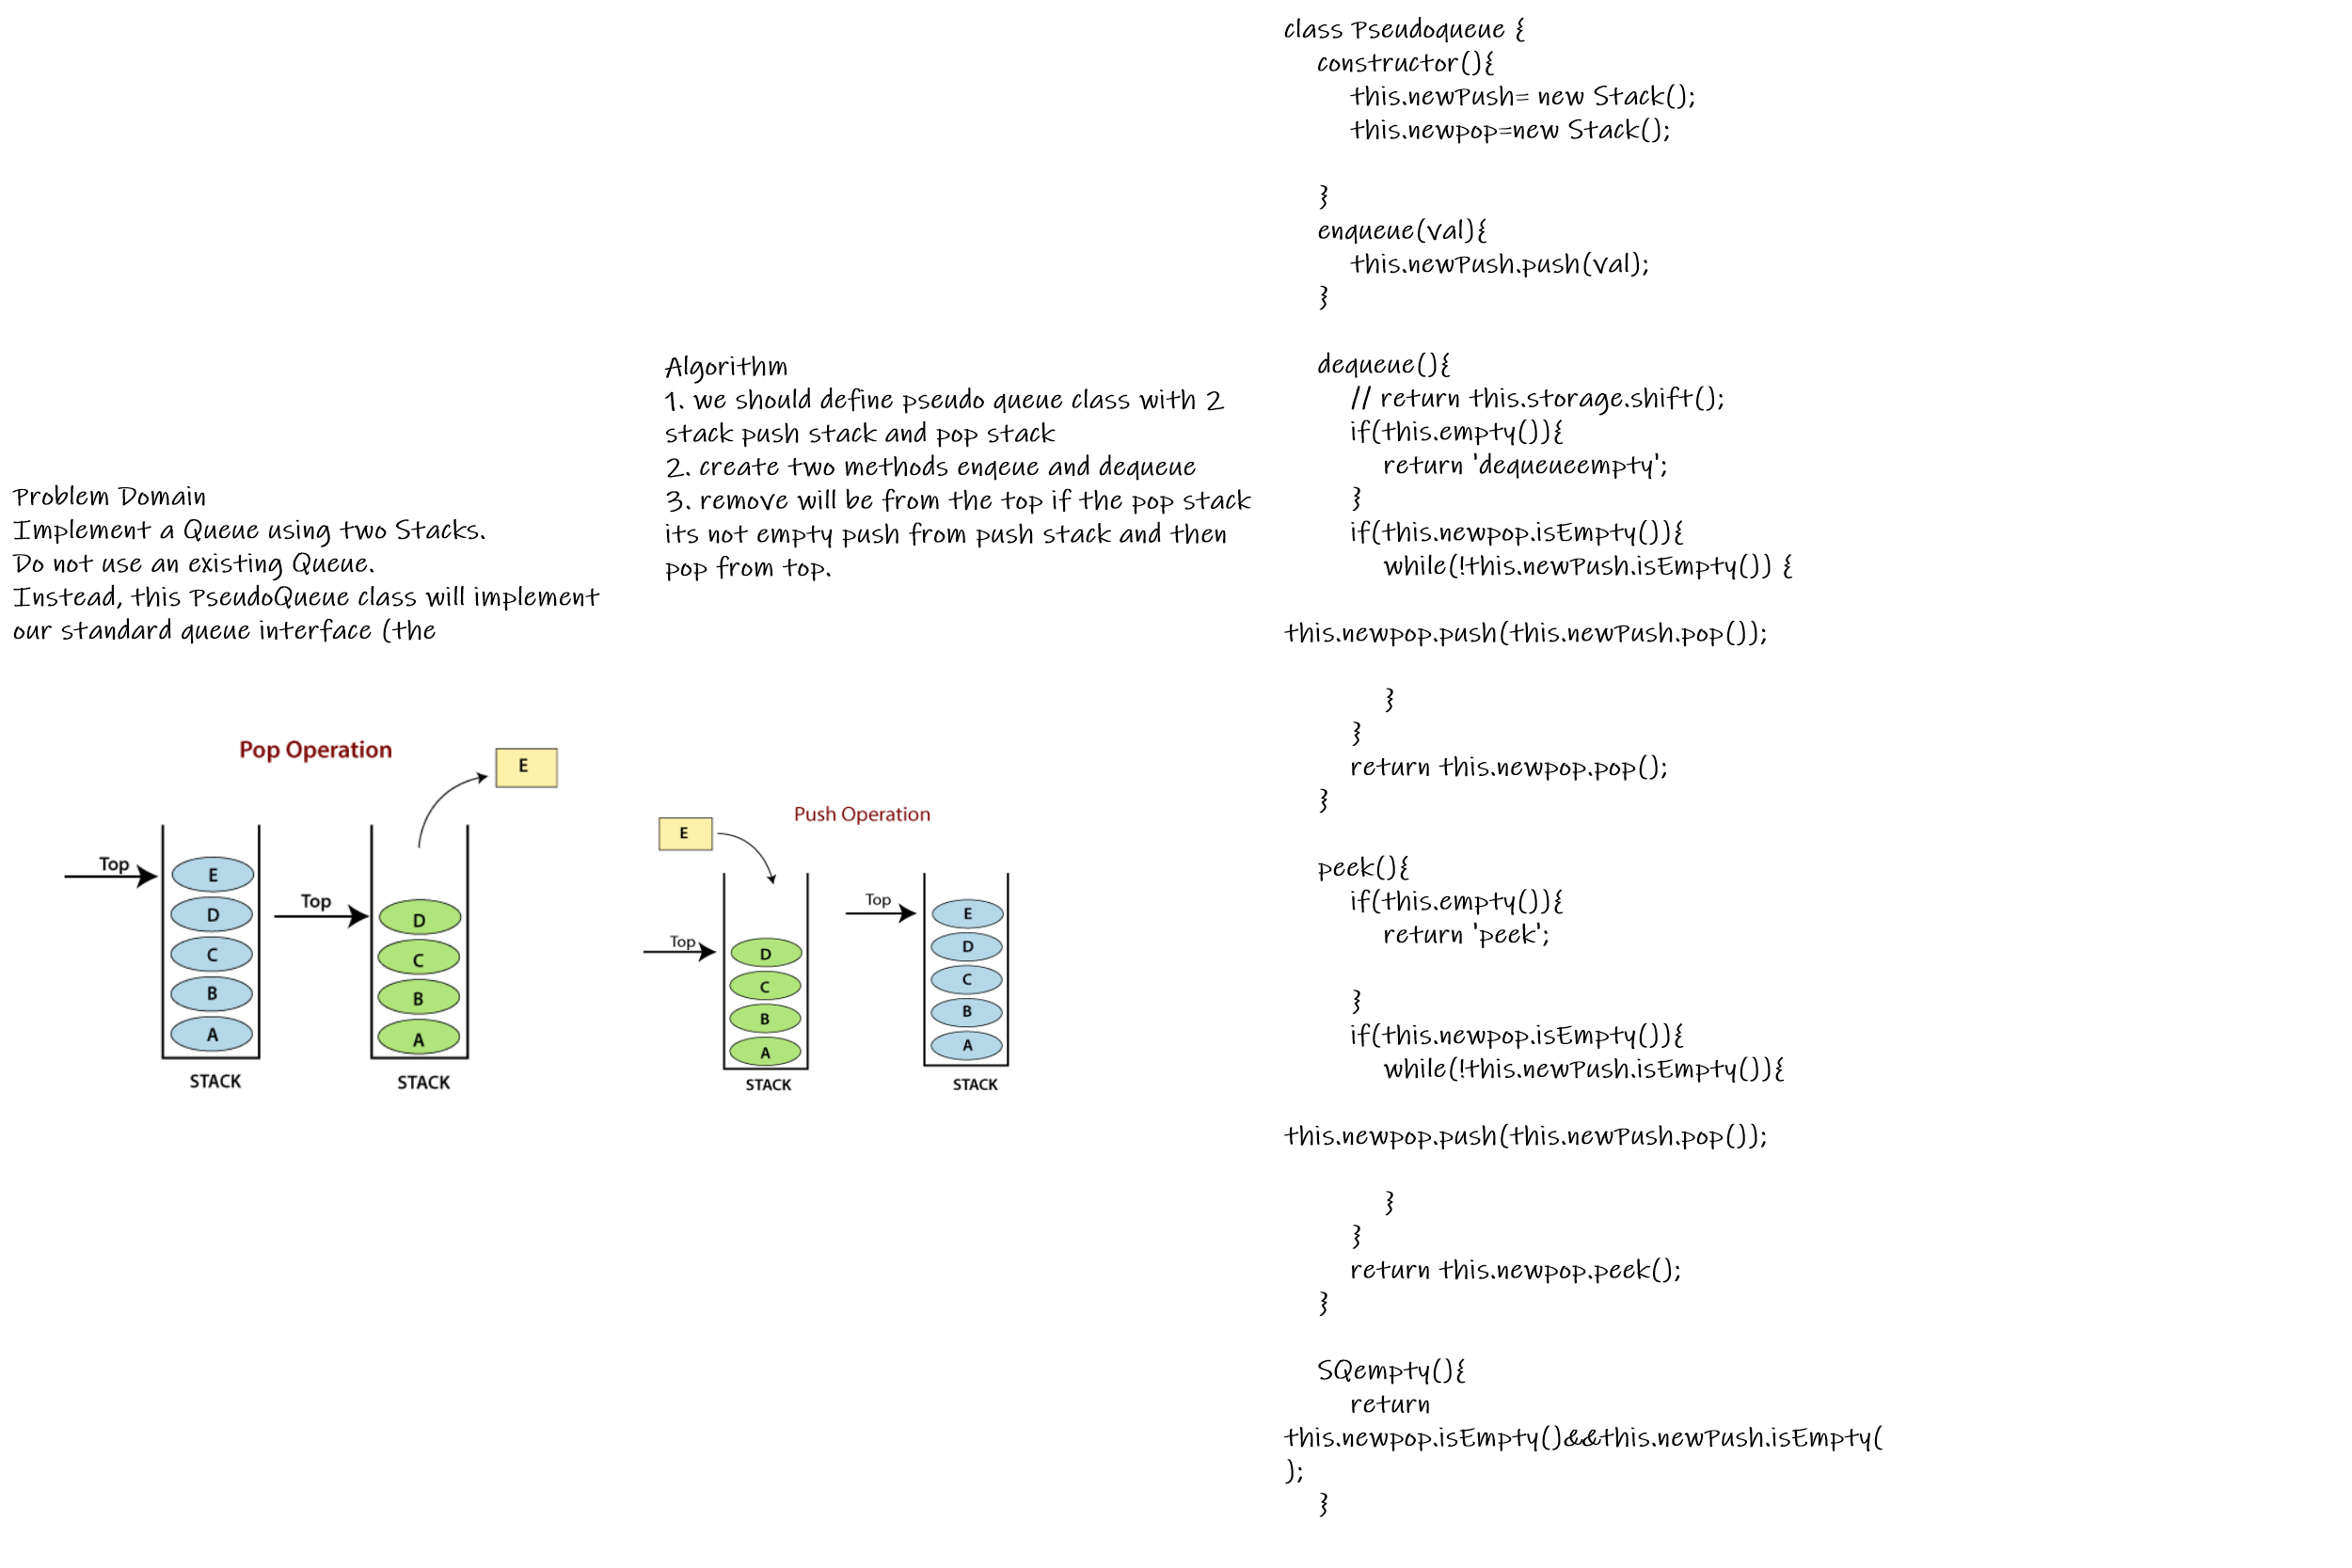 Problem Domain
Implement a Queue using two Stacks.
Do not use an existing Queue.
Instead, this PseudoQueue class will implement
our standard queue interface (the
Algorithm
1. we should define pseudo queue class with 2
stack push stack and pop stack
2. create two methods enqeue and dequeue
3. remove will be from the top if the pop stack
its not empty push from push stack and then
pop from top.
Pop Operation
E
Top
E
D
C
B
A
STACK
Top
D
C
B
A
STACK
Push Operation
E
Top
D
C
B
A
STACK
Top
E
D
C
B
A
STACK
class Pseudoqueue {
constructor(){
this.newPush= new Stack();
this.newpop=new Stack();
}
enqueue(val){
this.newPush.push(val);
}
dequeue(){
// return this.storage.shift();
if(this.empty()){
return 'dequeueempty';
}
if(this.newpop.isEmpty()){
while(!this.newPush.isEmpty()) {
this.newpop.push(this.newPush.pop());
}
}
return this.newpop.pop();
}
peek(){
if(this.empty()){
return 'peek';
}
if(this.newpop.isEmpty()){
while(!this.newPush.isEmpty()){
this.newpop.push(this.newPush.pop());
}
}
return this.newpop.peek();
}
SQempty(){
return
this.newpop.isEmpty()&&this.newPush.isEmpty(
);
}